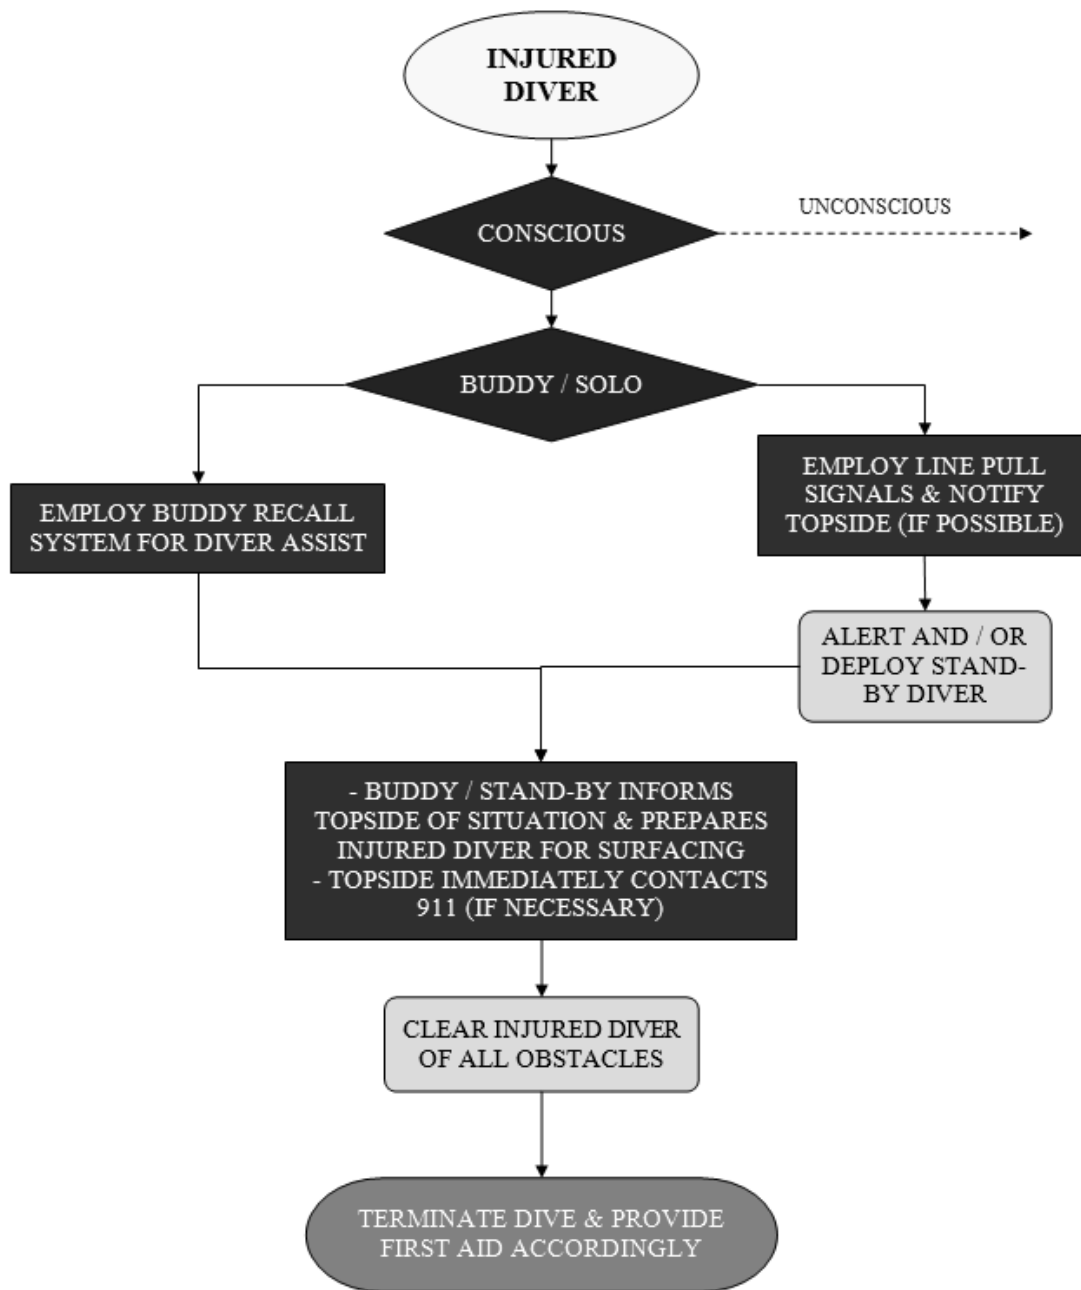 INJURED
DIVER
CONSCIOUS
UNCONSCIOUS
BUDDY / SOLO
EMPLOY BUDDY RECALL
SYSTEM FOR DIVER ASSIST
EMPLOY LINE PULL
SIGNALS & NOTIFY
TOPSIDE (IF POSSIBLE)
ALERT AND / OR
DEPLOY STAND-
BY DIVER
- BUDDY / STAND-BY INFORMS
TOPSIDE OF SITUATION & PREPARES
INJURED DIVER FOR SURFACING
- TOPSIDE IMMEDIATELY CONTACTS
911 (IF NECESSARY)
CLEAR INJURED DIVER
OF ALL OBSTACLES
TERMINATE DIVE & PROVIDE
FIRST AID ACCORDINGLY